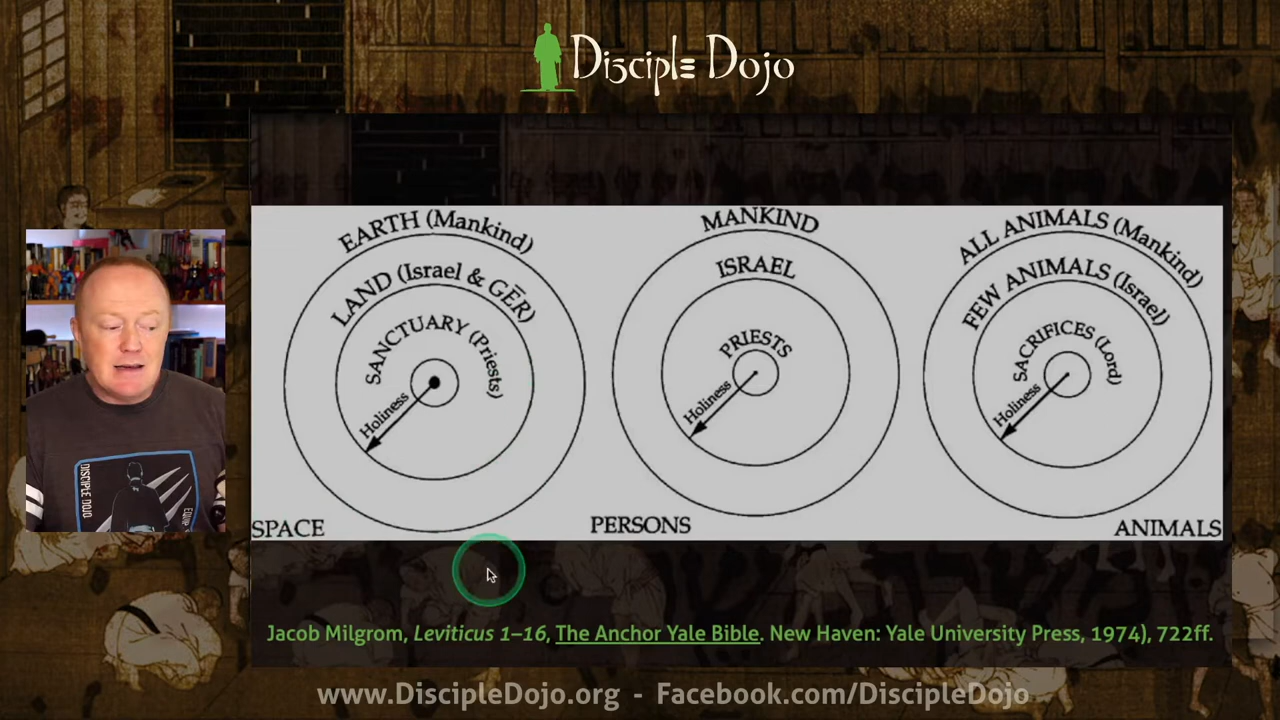 Disciple Dojo
EARTH (Mankind)
LAND (Israel & GĒR)
SANCTUARY (Priests)
Holiness
SPACE
MANKIND
ISRAEL
PRIESTS
Holiness
PERSONS
ALL ANIMALS (Mankind)
FEW ANIMALS (Israel)
SACRIFICES (Lord)
Holiness
ANIMALS
DISCIPLE DOJO
Jacob Milgrom, Leviticus 1–16, The Anchor Yale Bible. New Haven: Yale University Press, 1974), 722ff.
www.DiscipleDojo.org - Facebook.com/DiscipleDojo